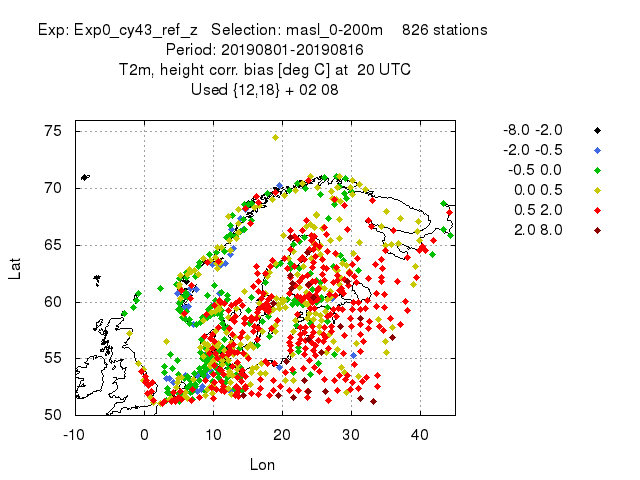 Exp: Exp0_cy43_ref_z   Selection: masl_0-200m    826 stations
Period: 20190801-20190816
T2m, height corr. bias [deg C] at  20 UTC
Used {12,18} + 02 08
75
70
65
60
55
50
Lat
-10 0 10 20 30 40
Lon
-8.0 -2.0
-2.0 -0.5
-0.5 0.0
0.0 0.5
0.5 2.0
2.0 8.0